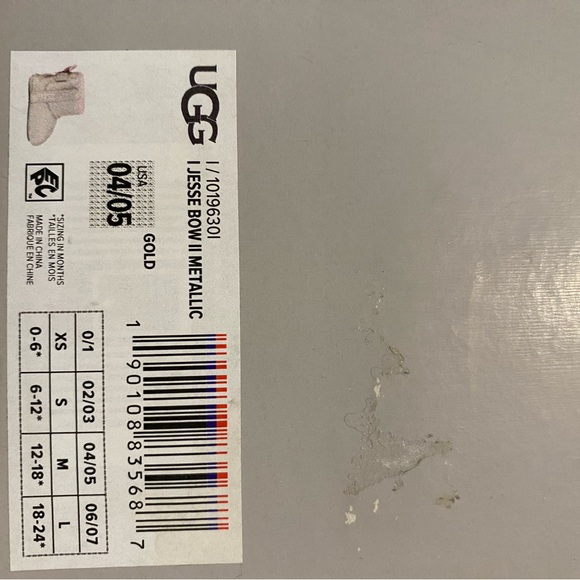 UGG
I / 1019630I
I JESSE BOW II METALLIC
USA
04/05
GOLD
EPC
™
*SIZING IN MONTHS
*TAILLES EN MOIS
MADE IN CHINA
FABRIQUÉ EN CHINE
1 90108 83568 7
0/1 02/03 04/05 06/07
XS S M L
0-6* 6-12* 12-18* 18-24*